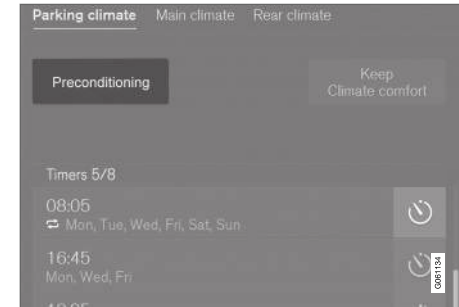 Parking climate Main climate Rear climate
Preconditioning
Keep
Climate comfort
Timers 5/8
08:05
Mon, Tue, Wed, Fri, Sat, Sun
16:45
Mon, Wed, Fri
G061134